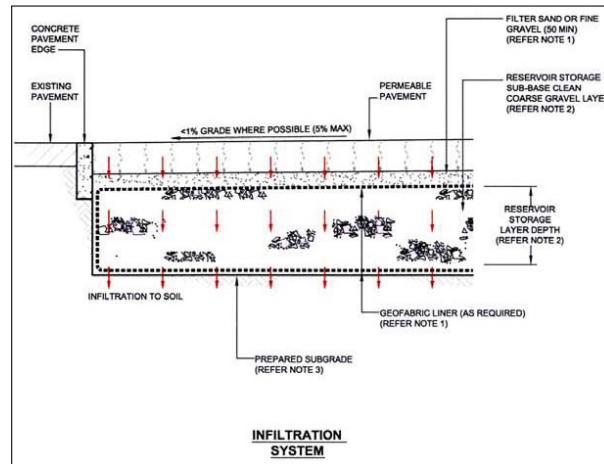 CONCRETE
PAVEMENT
EDGE
EXISTING
PAVEMENT
<1% GRADE WHERE POSSIBLE (5% MAX)
PERMEABLE
PAVEMENT
FILTER SAND OR FINE
GRAVEL (50 MIN)
(REFER NOTE 1)
RESERVOIR STORAGE
SUB-BASE CLEAN
COARSE GRAVEL LAYE
(REFER NOTE 2)
RESERVOIR
STORAGE
LAYER DEPTH
(REFER NOTE 2)
INFILTRATION TO SOIL
GEOFABRIC LINER (AS REQUIRED)
(REFER NOTE 1)
PREPARED SUBGRADE
(REFER NOTE 3)
INFILTRATION
SYSTEM